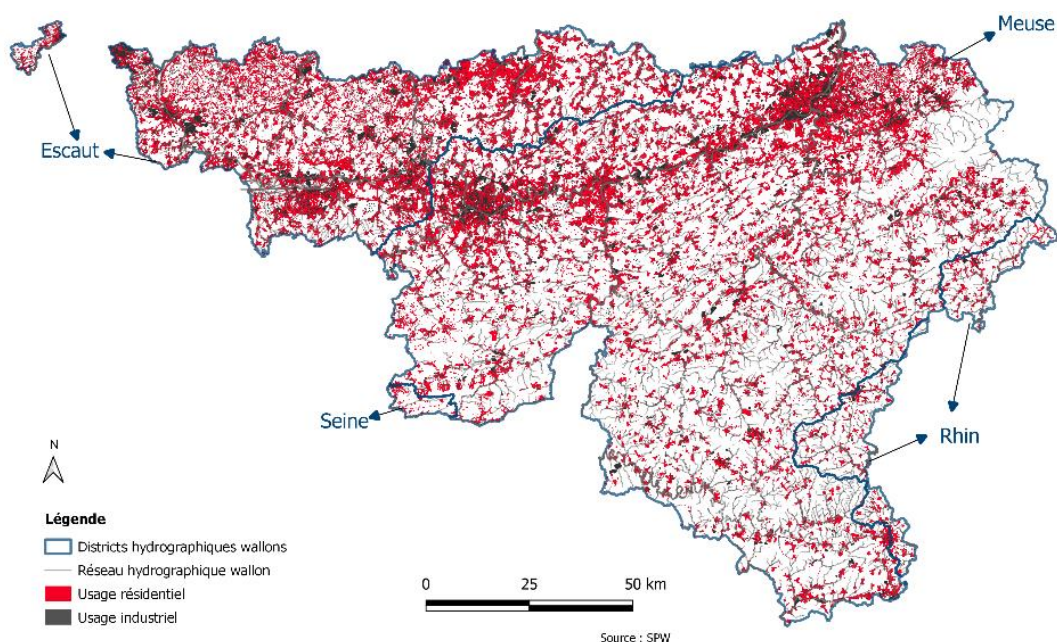 Meuse
Escaut
Seine
Rhin
N
Légende
Districts hydrographiques wallons
Réseau hydrographique wallon
Usage résidentiel
Usage industriel
0 25 50 km
Source : SPW